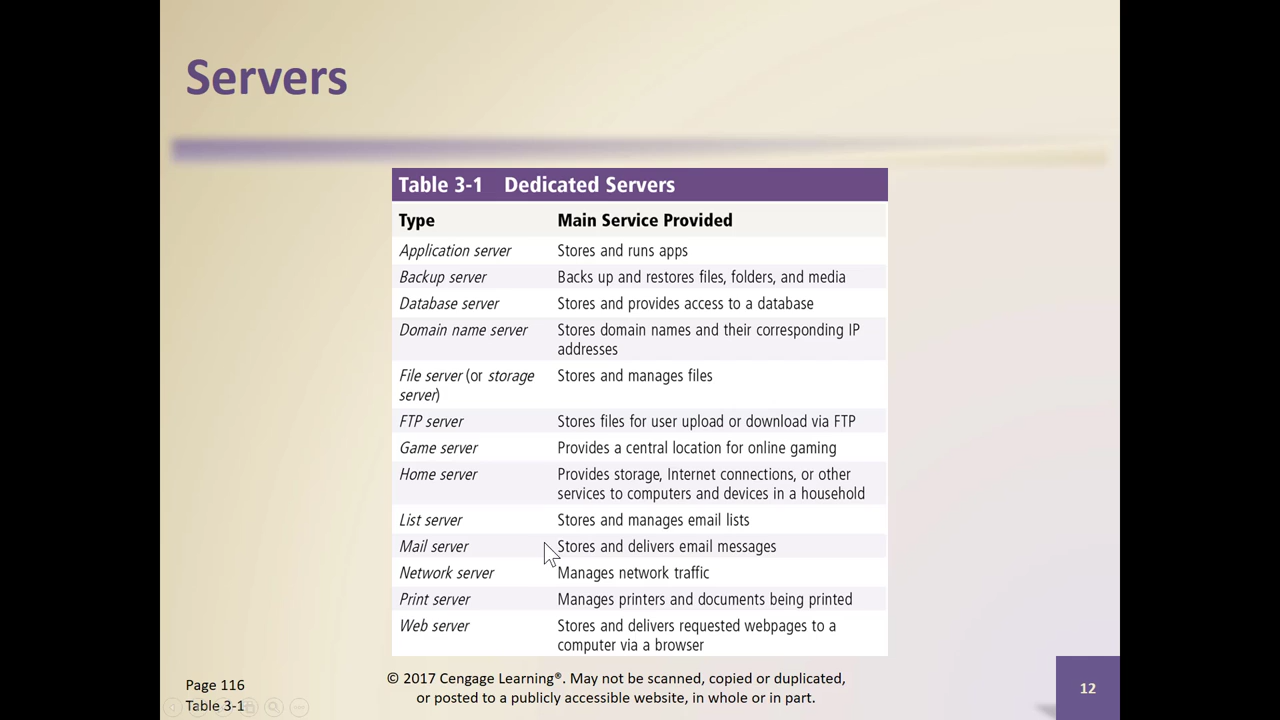 Servers
Table 3-1 Dedicated Servers
Type Main Service Provided
Application server Stores and runs apps
Backup server Backs up and restores files, folders, and media
Database server Stores and provides access to a database
Domain name server Stores domain names and their corresponding IP
addresses
File server (or storage Stores and manages files
server)
FTP server Stores files for user upload or download via FTP
Game server Provides a central location for online gaming
Home server Provides storage, Internet connections, or other
services to computers and devices in a household
List server Stores and manages email lists
Mail server Stores and delivers email messages
Network server Manages network traffic
Print server Manages printers and documents being printed
Web server Stores and delivers requested webpages to a
computer via a browser
Page 116
Table 3-1
© 2017 Cengage Learning®. May not be scanned, copied or duplicated,
or posted to a publicly accessible website, in whole or in part.
12